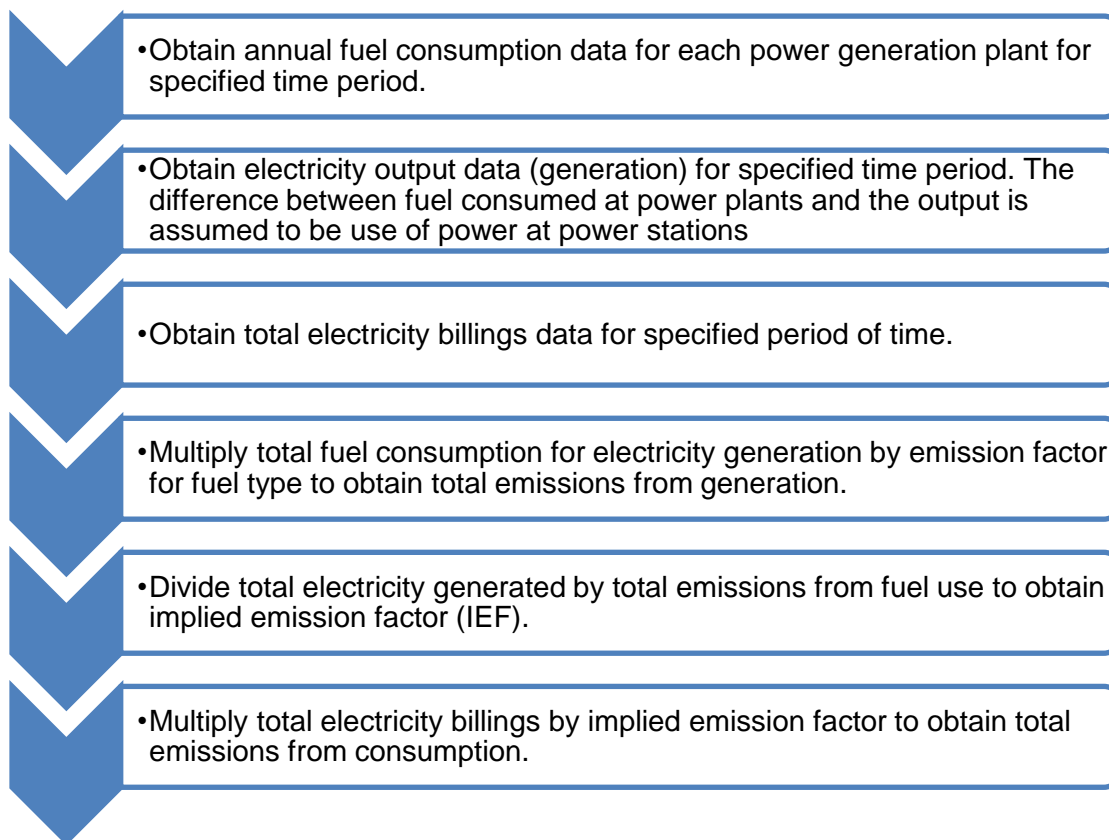 •Obtain annual fuel consumption data for each power generation plant for
specified time period.
•Obtain electricity output data (generation) for specified time period. The
difference between fuel consumed at power plants and the output is
assumed to be use of power at power stations
•Obtain total electricity billings data for specified period of time.
•Multiply total fuel consumption for electricity generation by emission factor
for fuel type to obtain total emissions from generation.
•Divide total electricity generated by total emissions from fuel use to obtain
implied emission factor (IEF).
•Multiply total electricity billings by implied emission factor to obtain total
emissions from consumption.